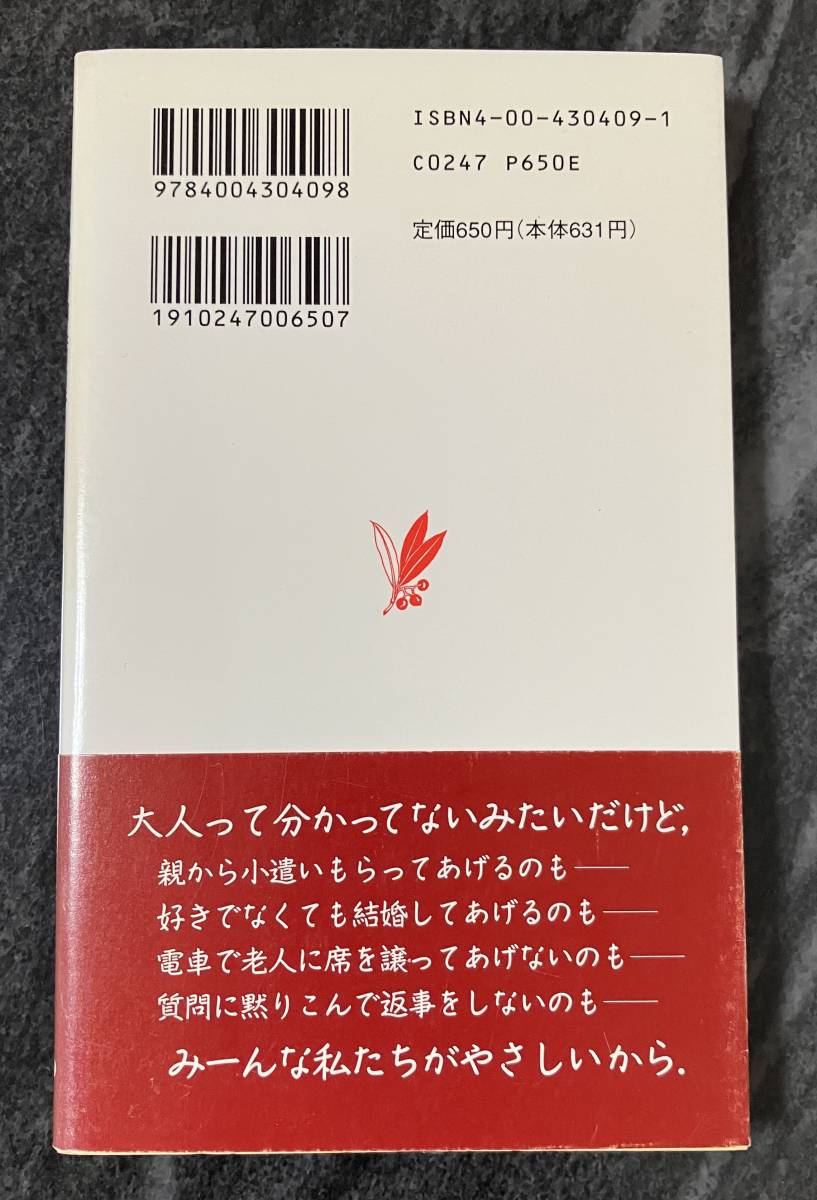 9784004304098
ISBN4-00-430409-1
C0247 P650E
定価650円(本体631円)
1910247006507
大人って分かってないみたいだけど,
親から小遣いもらってあげるのも——
好きでなくても結婚してあげるのも——
電車で老人に席を譲ってあげないのも——
質問に黙りこんで返事をしないのも——
みーんな私たちがやさしいから.